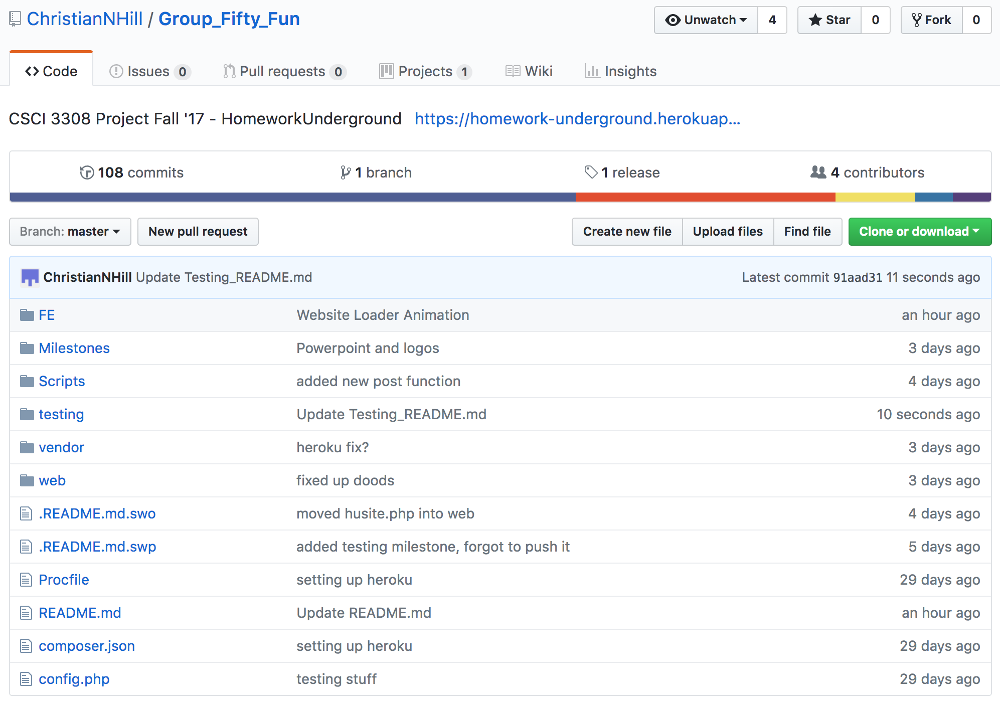 ChristianNHill / Group_Fifty_Fun Unwatch 4 Star 0 Fork 0
Code Issues 0 Pull requests 0 Projects 1 Wiki Insights
CSCI 3308 Project Fall '17 - HomeworkUnderground https://homework-underground.herokuap...
108 commits 1 branch 1 release 4 contributors
Branch: master New pull request Create new file Upload files Find file Clone or download
ChristianNHill Update Testing_README.md Latest commit 91aad31 11 seconds ago
FE Website Loader Animation an hour ago
Milestones Powerpoint and logos 3 days ago
Scripts added new post function 4 days ago
testing Update Testing_README.md 10 seconds ago
vendor heroku fix? 3 days ago
web fixed up doods 3 days ago
.README.md.swo moved husite.php into web 4 days ago
.README.md.swp added testing milestone, forgot to push it 5 days ago
Procfile setting up heroku 29 days ago
README.md Update README.md an hour ago
composer.json setting up heroku 29 days ago
config.php testing stuff 29 days ago